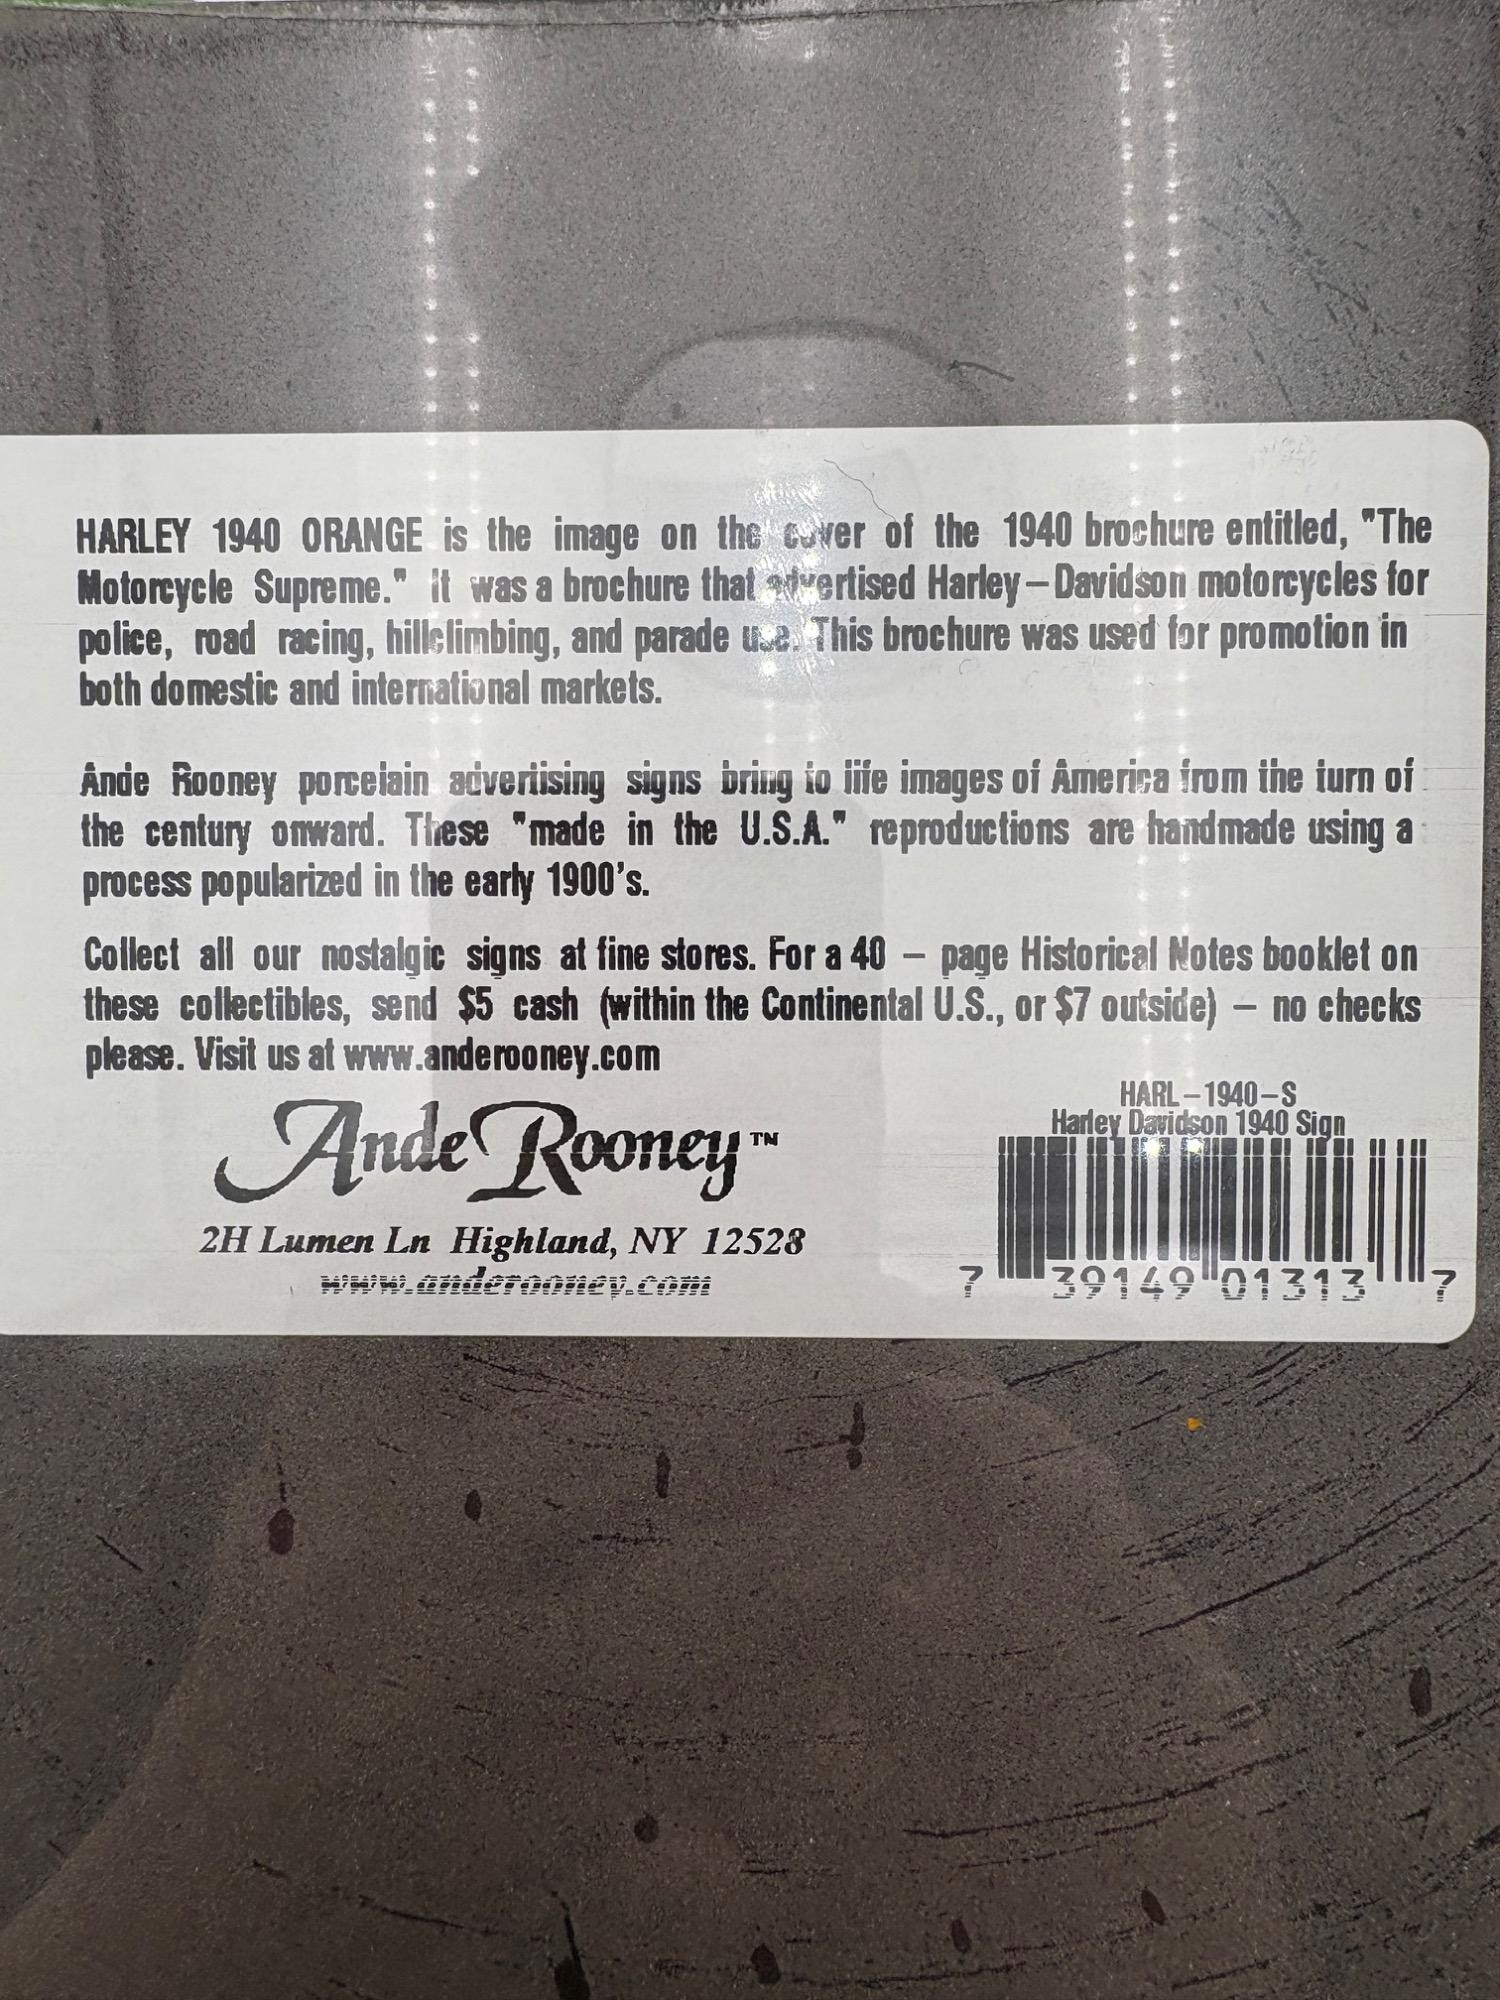 HARLEY 1940 ORANGE is the image on the cover of the 1940 brochure entitled, "The
Motorcycle Supreme." It was a brochure that advertised Harley–Davidson motorcycles for
police, road racing, hillclimbing, and parade use. This brochure was used for promotion in
both domestic and international markets.
Ande Rooney porcelain advertising signs bring to life images of America from the turn of
the century onward. These "made in the U.S.A." reproductions are handmade using a
process popularized in the early 1900's.
Collect all our nostalgic signs at fine stores. For a 40 – page Historical Notes booklet on
these collectibles, send $5 cash (within the Continental U.S., or $7 outside) – no checks
please. Visit us at www.anderooney.com
HARL–1940–S
Harley Davidson 1940 Sign
Ande Rooney™
2H Lumen Ln Highland, NY 12528
www.anderooney.com
7 39149 01313 7